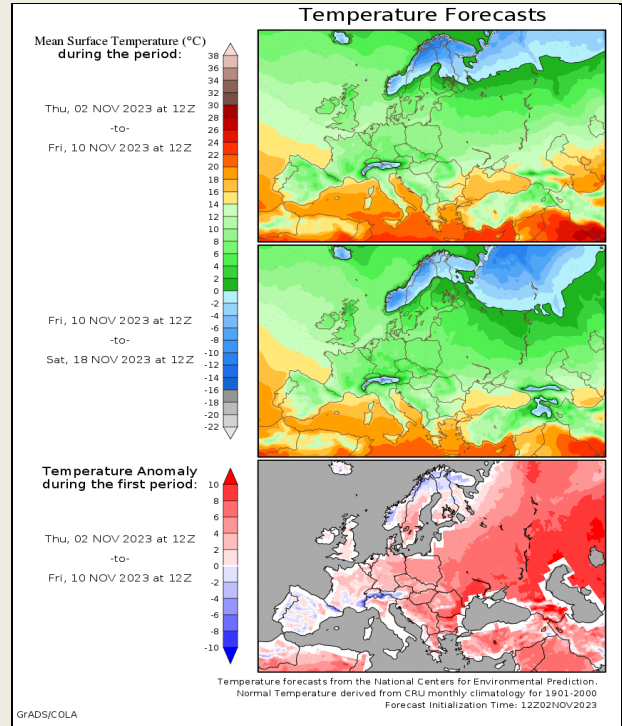 Temperature Forecasts
Mean Surface Temperature (°C)
during the period:
Thu, 02 NOV 2023 at 12Z
-to-
Fri, 10 NOV 2023 at 12Z
38
36
34
32
30
28
26
24
22
20
18
16
14
12
10
8
6
4
2
0
-2
-4
-6
-8
-10
-12
-14
-16
-18
-20
-22
Fri, 10 NOV 2023 at 12Z
-to-
Sat, 18 NOV 2023 at 12Z
Temperature Anomaly
during the first period:
Thu, 02 NOV 2023 at 12Z
-to-
Fri, 10 NOV 2023 at 12Z
10
8
6
4
2
0
-2
-4
-6
-8
-10
Temperature forecasts from the National Centers for Environmental Prediction.
Normal Temperature derived from CRU monthly climatology for 1901-2000
Forecast Initialization Time: 12Z02NOV2023
GrADS/COLA